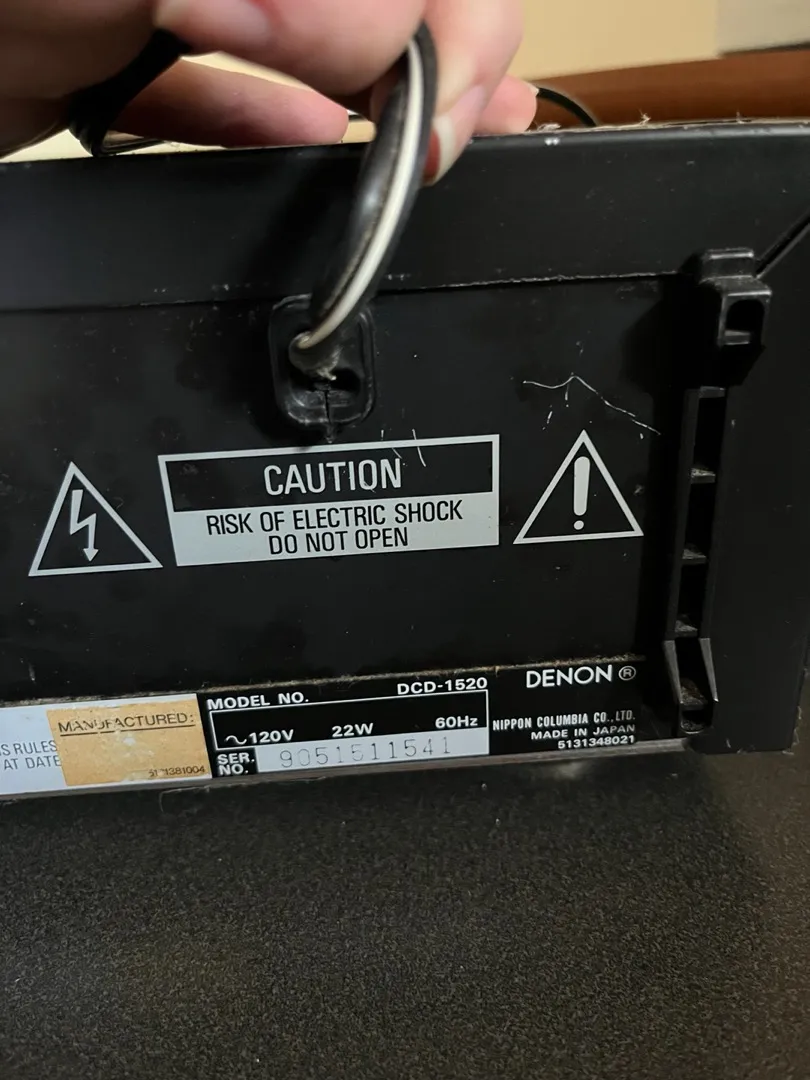 CAUTION
RISK OF ELECTRIC SHOCK
DO NOT OPEN
DENON ®
MODEL NO. DCD-1520
~120V 22W 60Hz
SER. NO. 9051511541
NIPPON COLUMBIA CO., LTD.
MADE IN JAPAN
5131348021
S RULES
AT DATE
MANUFACTURED:
1381004